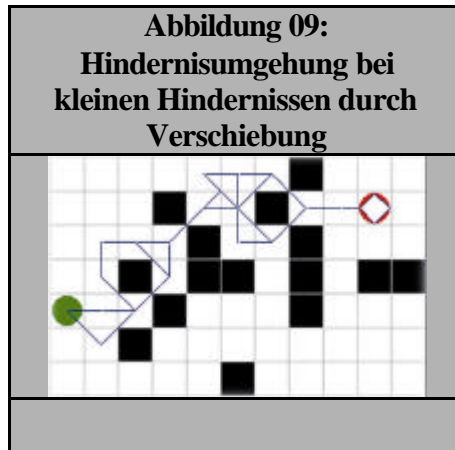 Abbildung 09:
Hindernisumgehung bei
kleinen Hindernissen durch
Verschiebung